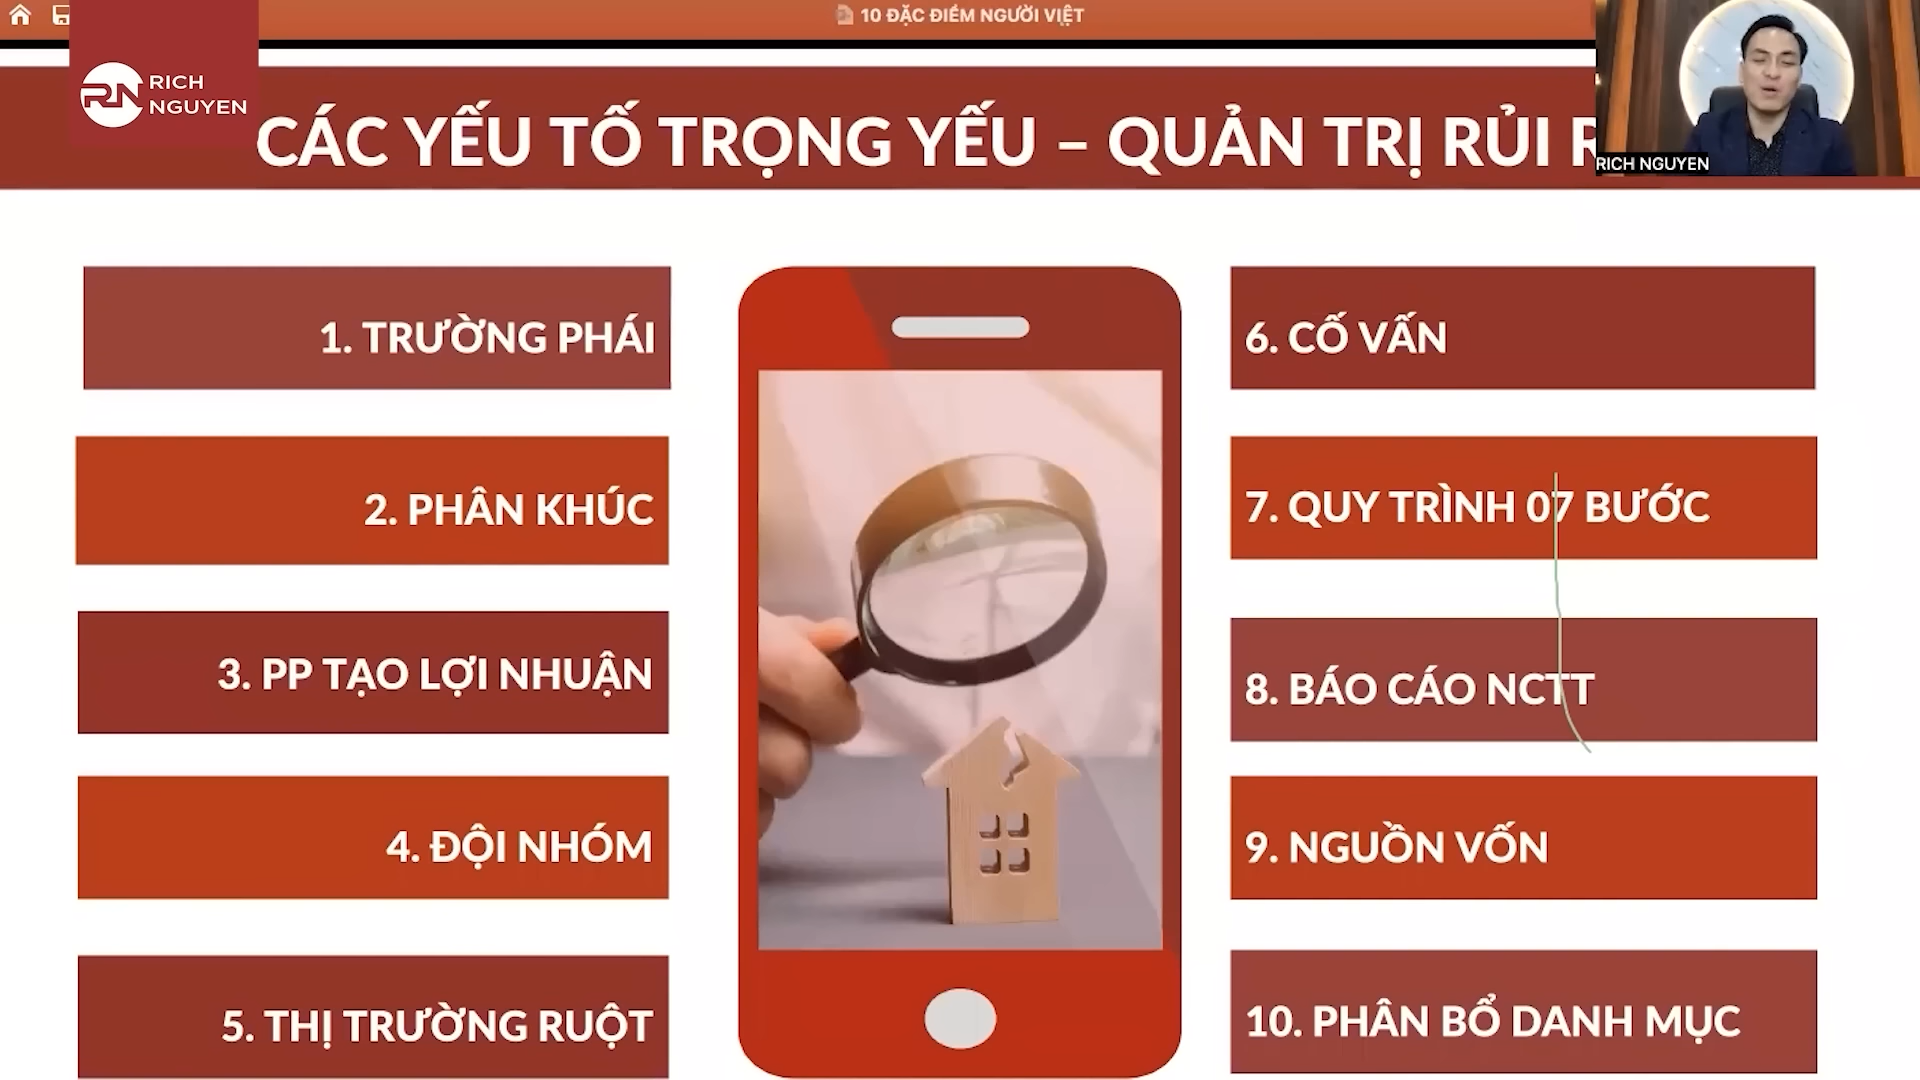 10 ĐẶC ĐIỂM NGƯỜI VIỆT
RN RICH
NGUYEN
CÁC YẾU TỐ TRỌNG YẾU – QUẢN TRỊ RỦI
RICH NGUYEN
1. TRƯỜNG PHÁI
2. PHÂN KHÚC
3. PP TẠO LỢI NHUẬN
4. ĐỘI NHÓM
5. THỊ TRƯỜNG RUỘT
6. CỐ VẤN
7. QUY TRÌNH 07 BƯỚC
8. BÁO CÁO NCTT
9. NGUỒN VỐN
10. PHÂN BỔ DANH MỤC